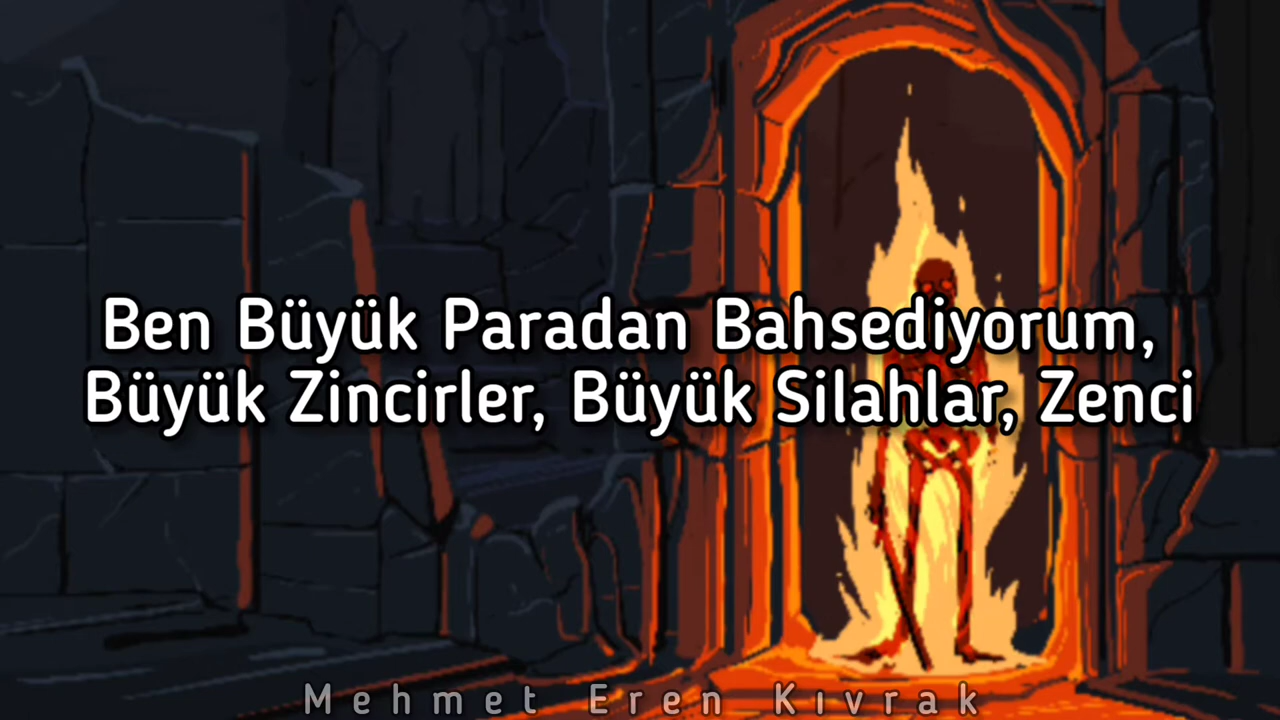 Ben Büyük Paradan Bahsediyorum,
Büyük Zincirler, Büyük Silahlar, Zenci
Mehmet Eren Kıvrak